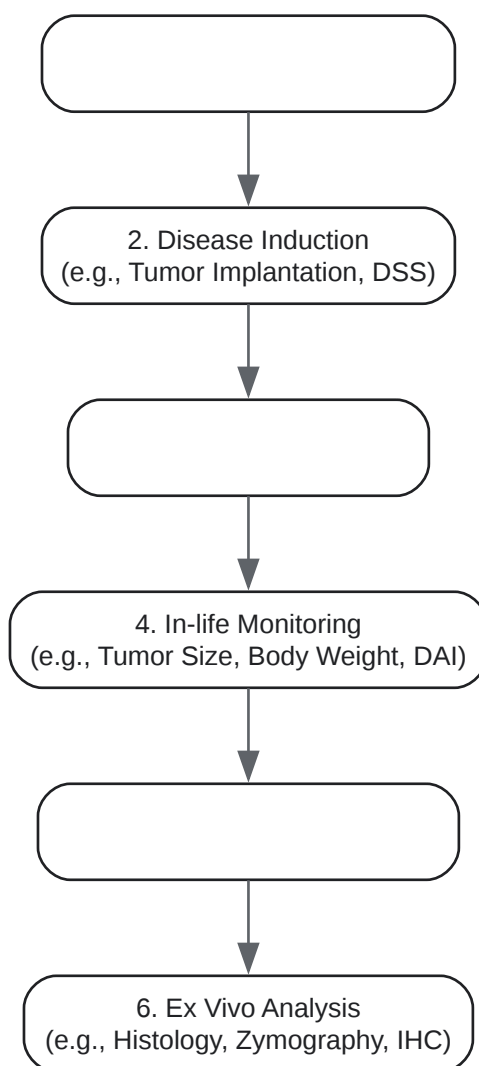 2. Disease Induction
(e.g., Tumor Implantation, DSS)
4. In-life Monitoring
(e.g., Tumor Size, Body Weight, DAI)
6. Ex Vivo Analysis
(e.g., Histology, Zymography, IHC)